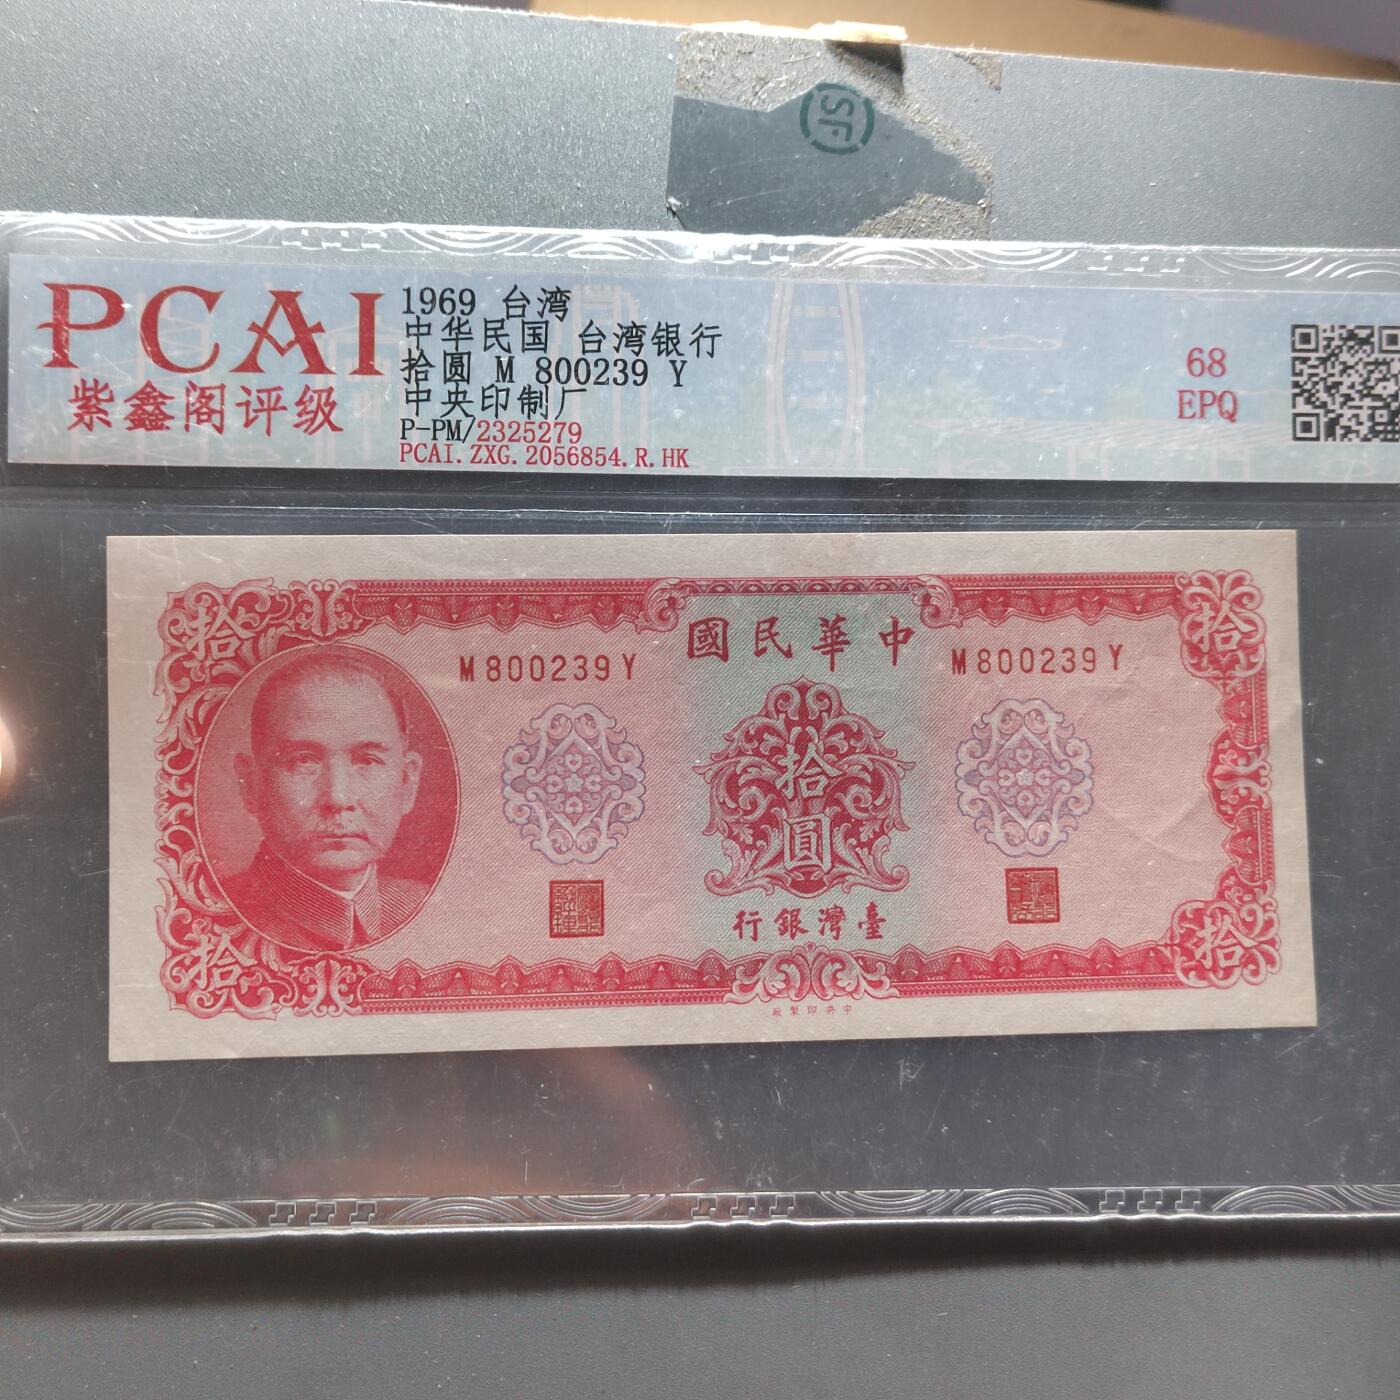 SF
PCAI
紫鑫阁评级
1969 台湾
中华民国 台湾银行
拾圆 M 800239 Y
中央印制厂
P-PM/2325279
PCAI.ZXG.2056854.R.HK
68
EPQ
拾
國民華中
拾
M800239Y
M800239Y
拾圓
行銀灣臺
拾
拾
廠製印央中